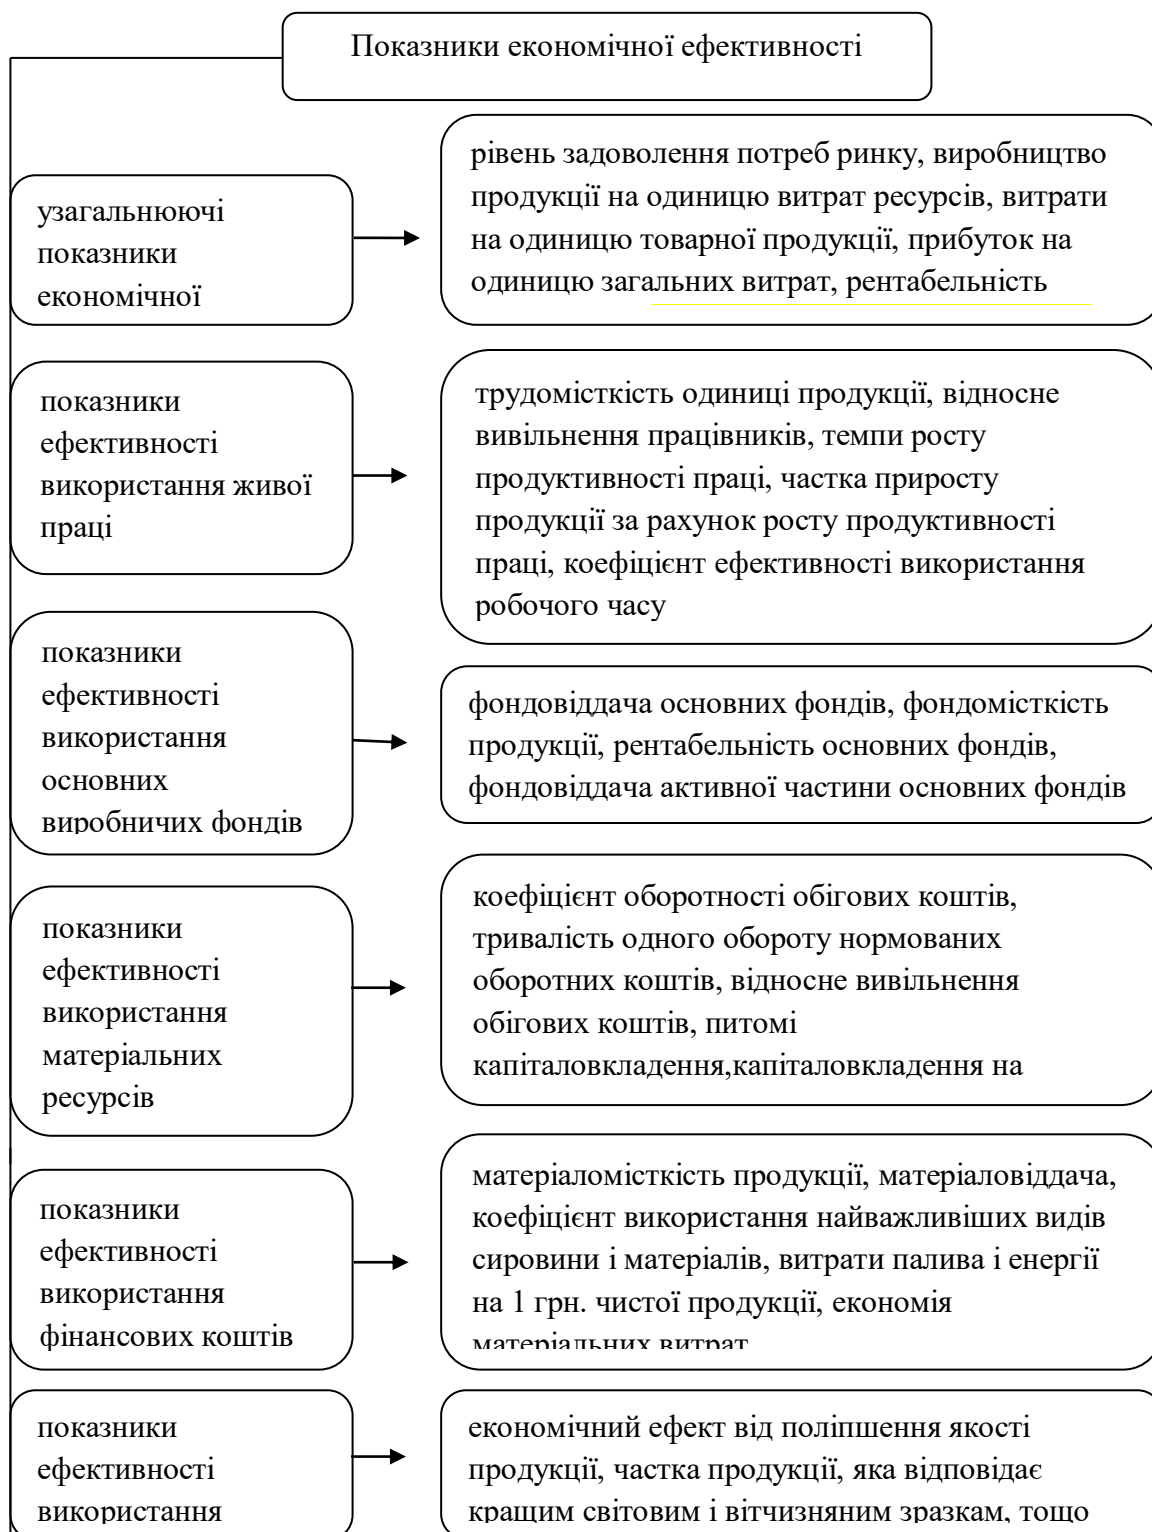 Показники економічної ефективності
узагальнюючі
показники
економічної
рівень задоволення потреб ринку, виробництво
продукції на одиницю витрат ресурсів, витрати
на одиницю товарної продукції, прибуток на
одиницю загальних витрат, рентабельність
показники
ефективності
використання живої
праці
трудомісткість одиниці продукції, відносне
вивільнення працівників, темпи росту
продуктивності праці, частка приросту
продукції за рахунок росту продуктивності
праці, коефіцієнт ефективності використання
робочого часу
показники
ефективності
використання
основних
виробничих фондів
фондовіддача основних фондів, фондомісткість
продукції, рентабельність основних фондів,
фондовіддача активної частини основних фондів
показники
ефективності
використання
матеріальних
ресурсів
коефіцієнт оборотності обігових коштів,
тривалість одного обороту нормованих
оборотних коштів, відносне вивільнення
обігових коштів, питомі
капіталовкладення,капіталовкладення на
показники
ефективності
використання
фінансових коштів
матеріаломісткість продукції, матеріаловіддача,
коефіцієнт використання найважливіших видів
сировини і матеріалів, витрати палива і енергії
на 1 грн. чистої продукції, економія
матеріальних витрат
показники
ефективності
використання
економічний ефект від поліпшення якості
продукції, частка продукції, яка відповідає
кращим світовим і вітчизняним зразкам, тощо